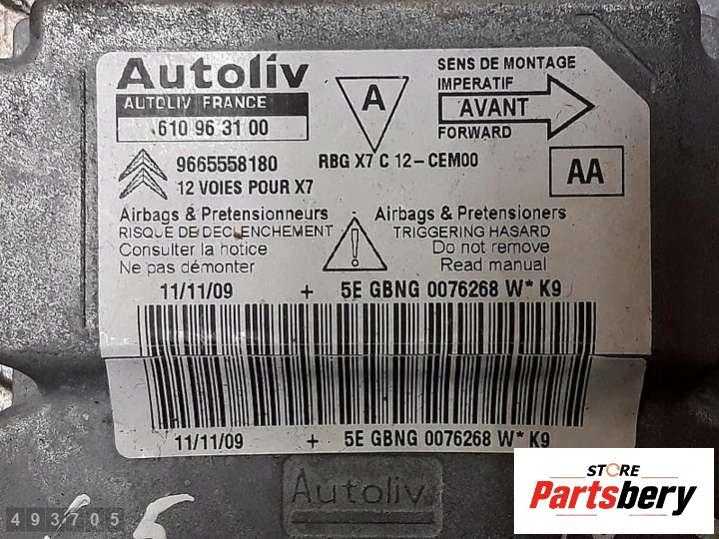 Autoliv
AUTOLIV FRANCE
610 96 31 00
A
SENS DE MONTAGE
IMPERATIF
AVANT
FORWARD
9665558180
RBG X7 C 12-CEM00
12 VOIES POUR X7
AA
Airbags & Pretensionneurs
RISQUE DE DECLENCHEMENT
Consulter la notice
Ne pas démonter
Airbags & Pretensioners
TRIGGERING HASARD
Do not remove
Read manual
11/11/09 + 5E GBNG 0076268 W* K9
11/11/09 + 5E GBNG 0076268 W* K9
Autoliv
493705
STORE
Partsbery